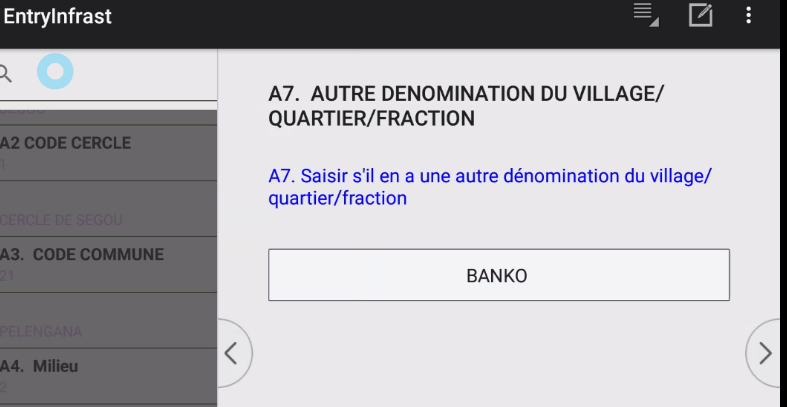 EntryInfrast
A2 CODE CERCLE
1
CERCLE DE SEGOU
A3. CODE COMMUNE
21
PELENGANA
A4. Milieu
2
A7. AUTRE DENOMINATION DU VILLAGE/
QUARTIER/FRACTION
A7. Saisir s'il en a une autre dénomination du village/
quartier/fraction
BANKO